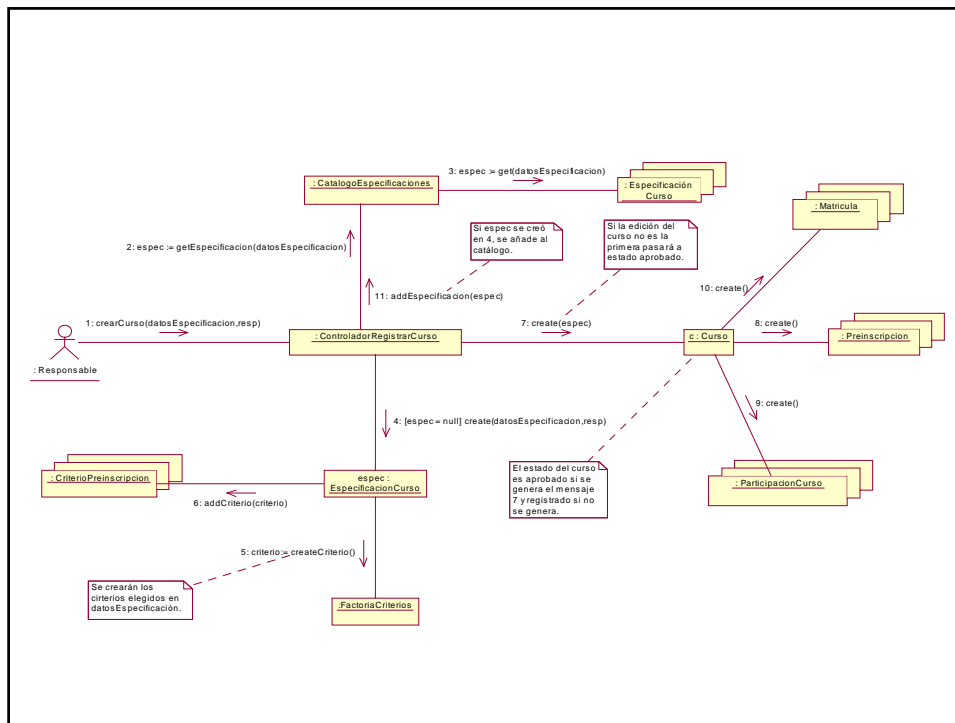 3: espec := get(datosEspecificacion)
: CatalogoEspecificaciones
: Especificación
Curso
: Matricula
2: espec := getEspecificacion(datosEspecificacion)
Si espec se creó
en 4, se añade al
catálogo.
Si la edición del
curso no es la
primera pasará a
estado aprobado.
10: create()
11: addEspecificacion(espec)
1: crearCurso(datosEspecificacion,resp)
7: create(espec)
8: create()
: ControladorRegistrarCurso
c : Curso
: Preinscripcion
: Responsable
9: create()
4: [espec = null] create(datosEspecificacion,resp)
: CriterioPreinscripcion
espec :
EspecificacionCurso
El estado del curso
es aprobado si se
genera el mensaje
7 y registrado si no
se genera.
: ParticipacionCurso
6: addCriterio(criterio)
5: criterio:= createCriterio()
Se crearán los
cirterios elegidos en
datosEspecificación.
:FactoriaCriterios